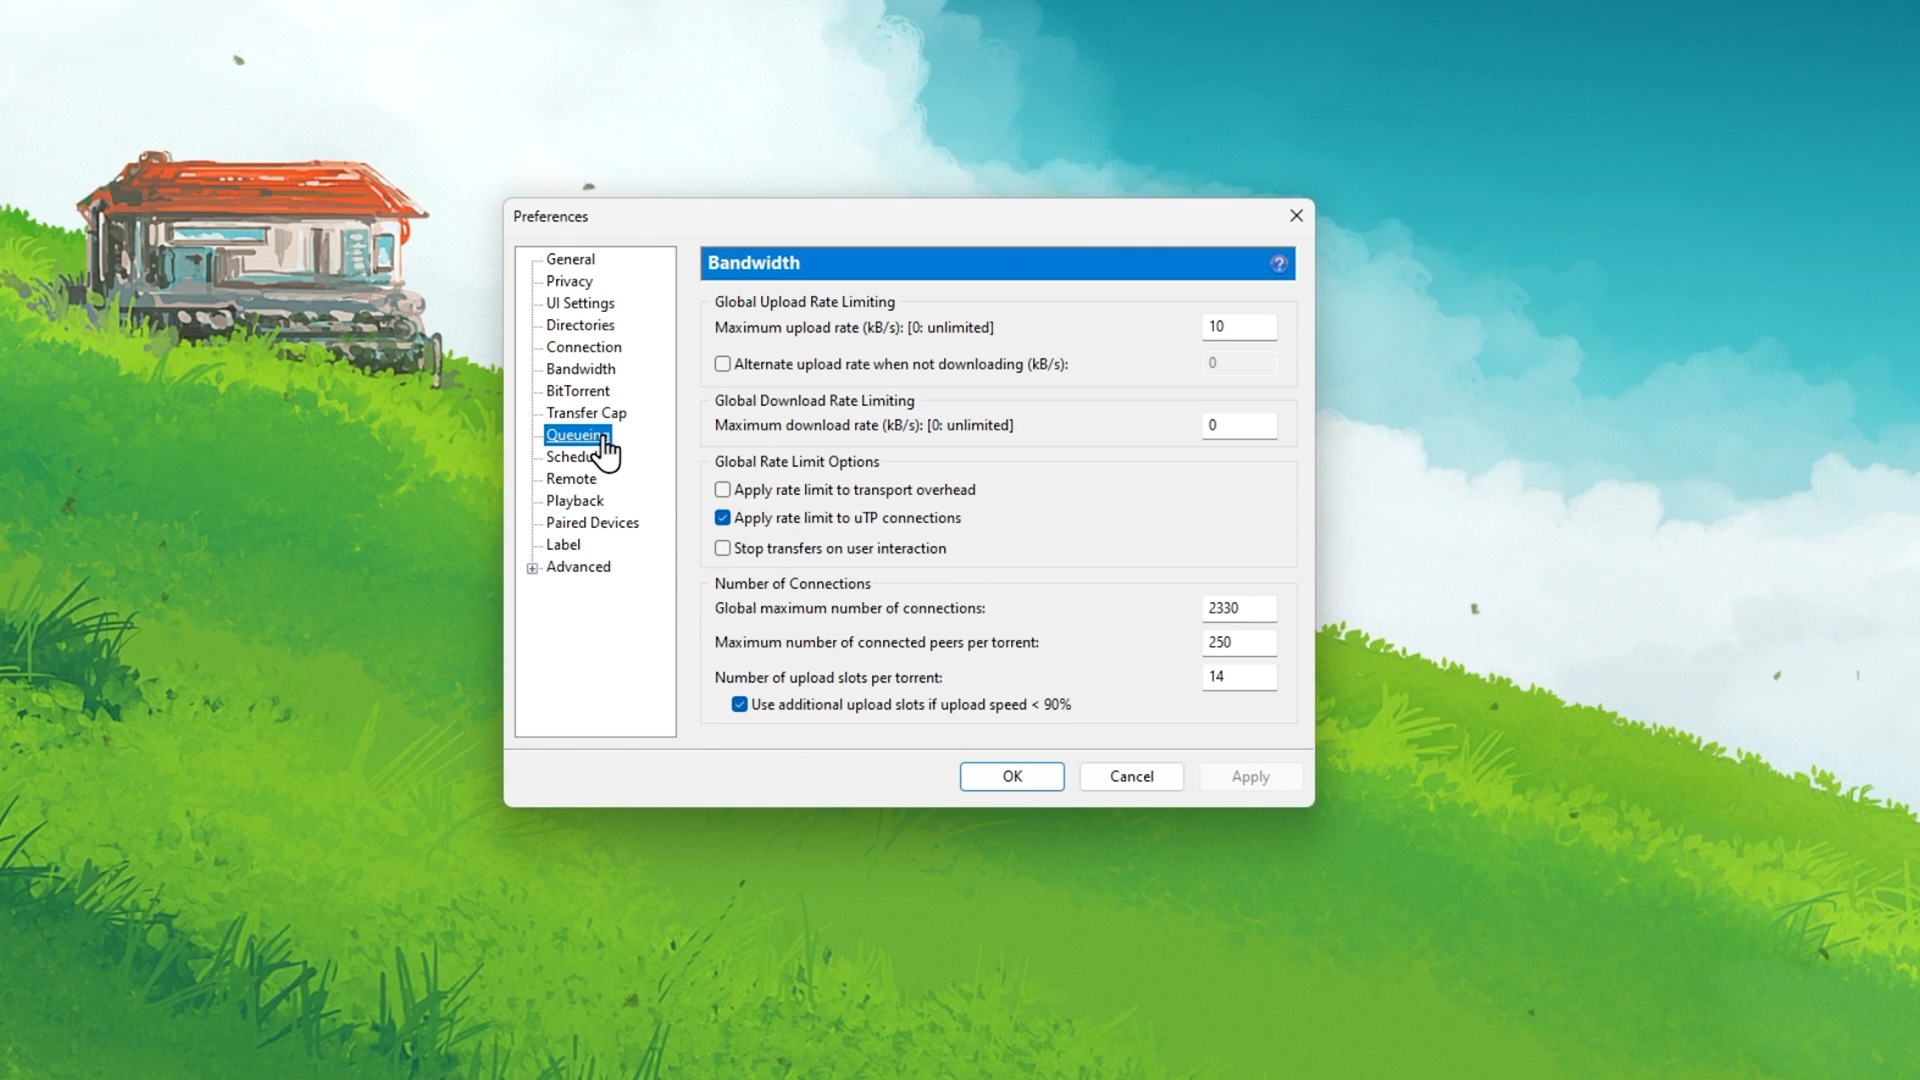 Preferences
General
Privacy
UI Settings
Directories
Connection
Bandwidth
BitTorrent
Transfer Cap
Queueing
Remote
Playback
Paired Devices
Label
Advanced
Bandwidth
?
Global Upload Rate Limiting
Maximum upload rate (kB/s): [0: unlimited] 10
Alternate upload rate when not downloading (kB/s): 0
Global Download Rate Limiting
Maximum download rate (kB/s): [0: unlimited] 0
Global Rate Limit Options
Apply rate limit to transport overhead
Apply rate limit to uTP connections
Stop transfers on user interaction
Number of Connections
Global maximum number of connections: 2330
Maximum number of connected peers per torrent: 250
Number of upload slots per torrent: 14
Use additional upload slots if upload speed < 90%
OK Cancel Apply